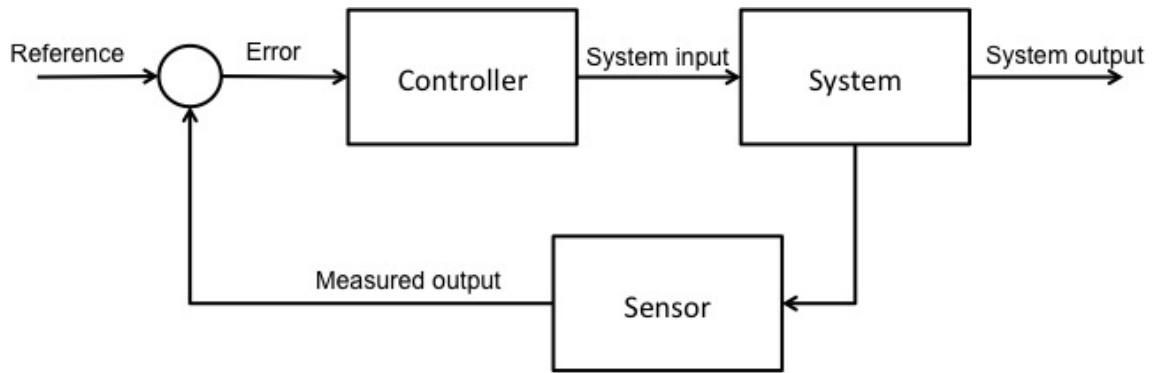 Reference
Error
Controller
System input
System
System output
Measured output
Sensor